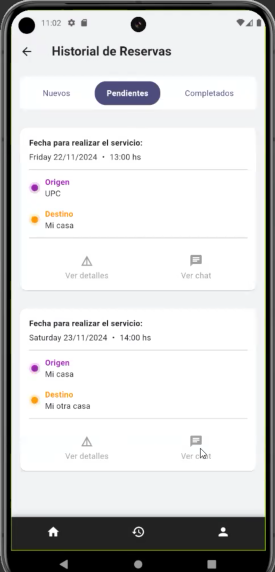 11:02
Historial de Reservas
Nuevos Pendientes Completados
Fecha para realizar el servicio:
Friday 22/11/2024 • 13:00 hs
Origen
UPC
Destino
Mi casa
Ver detalles Ver chat
Fecha para realizar el servicio:
Saturday 23/11/2024 • 14:00 hs
Origen
Mi casa
Destino
Mi otra casa
Ver detalles Ver chat